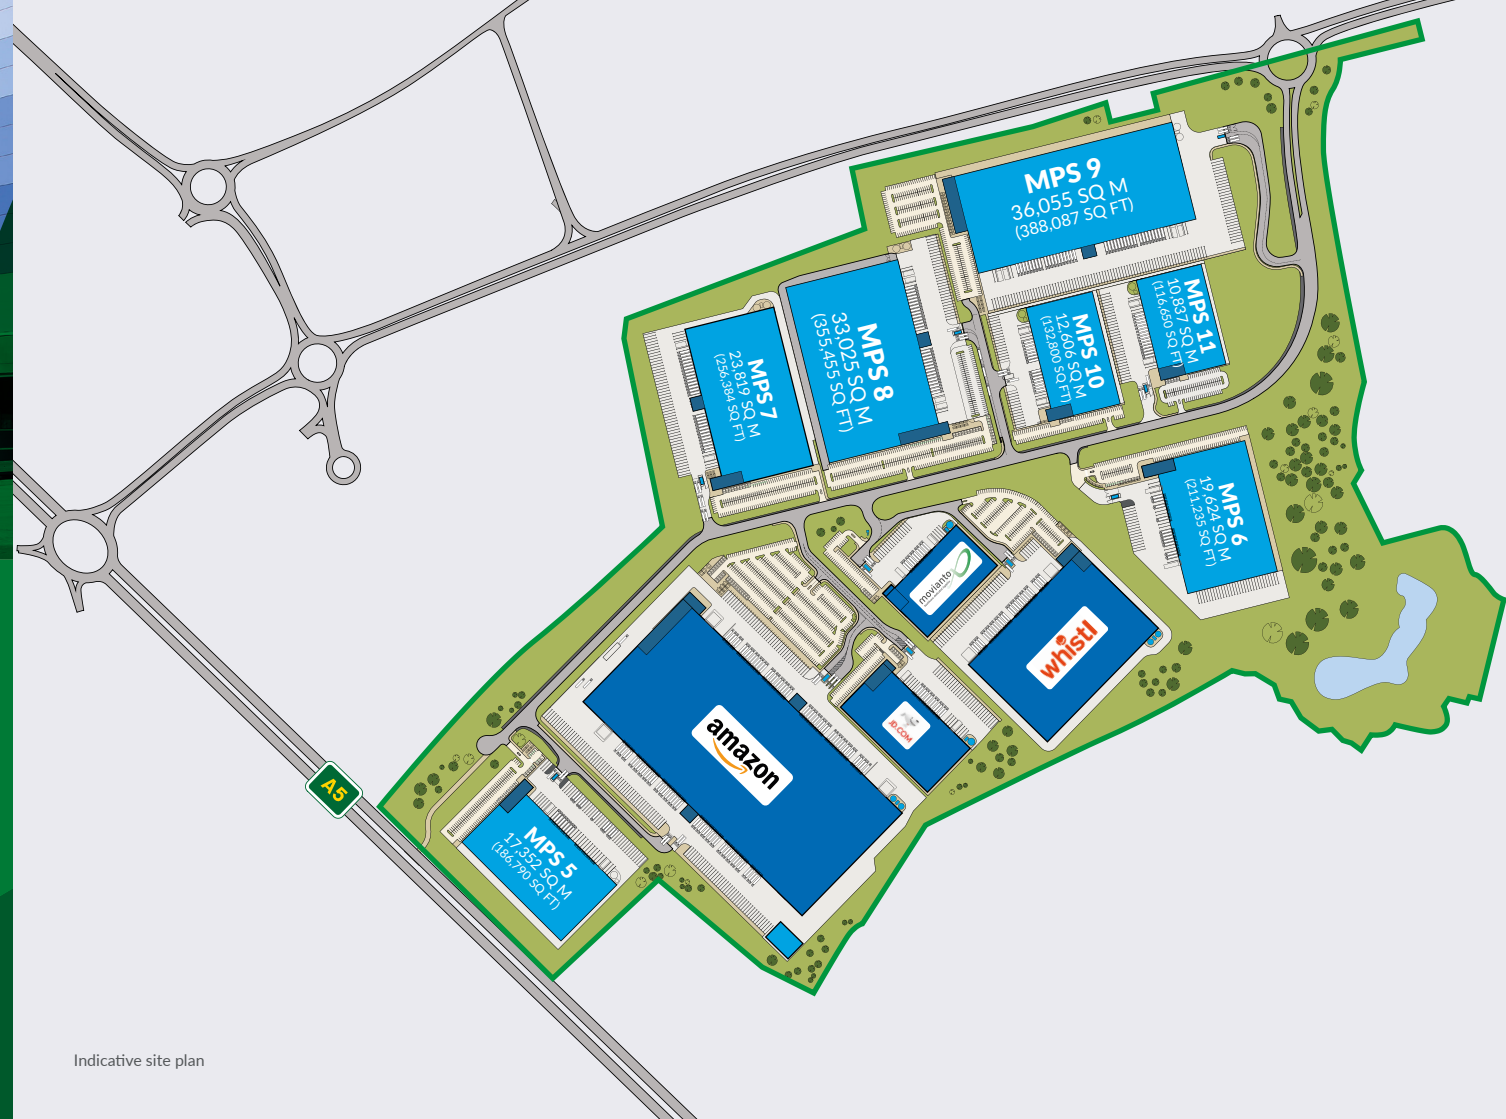 MPS 9
36,055 SQ M
(388,087 SQ FT)
MPS 11
10,837 SQ M
(116,650 SQ FT)
MPS 10
12,606 SQ M
(132,800 SQ FT)
MPS 8
33,025 SQ M
(355,455 SQ FT)
MPS 7
23,819 SQ M
(256,384 SQ FT)
MPS 6
19,624 SQ M
(211,235 SQ FT)
movianto
whistl
JD.COM
amazon
A5
MPS 5
17,352 SQ M
(186,790 SQ FT)
Indicative site plan